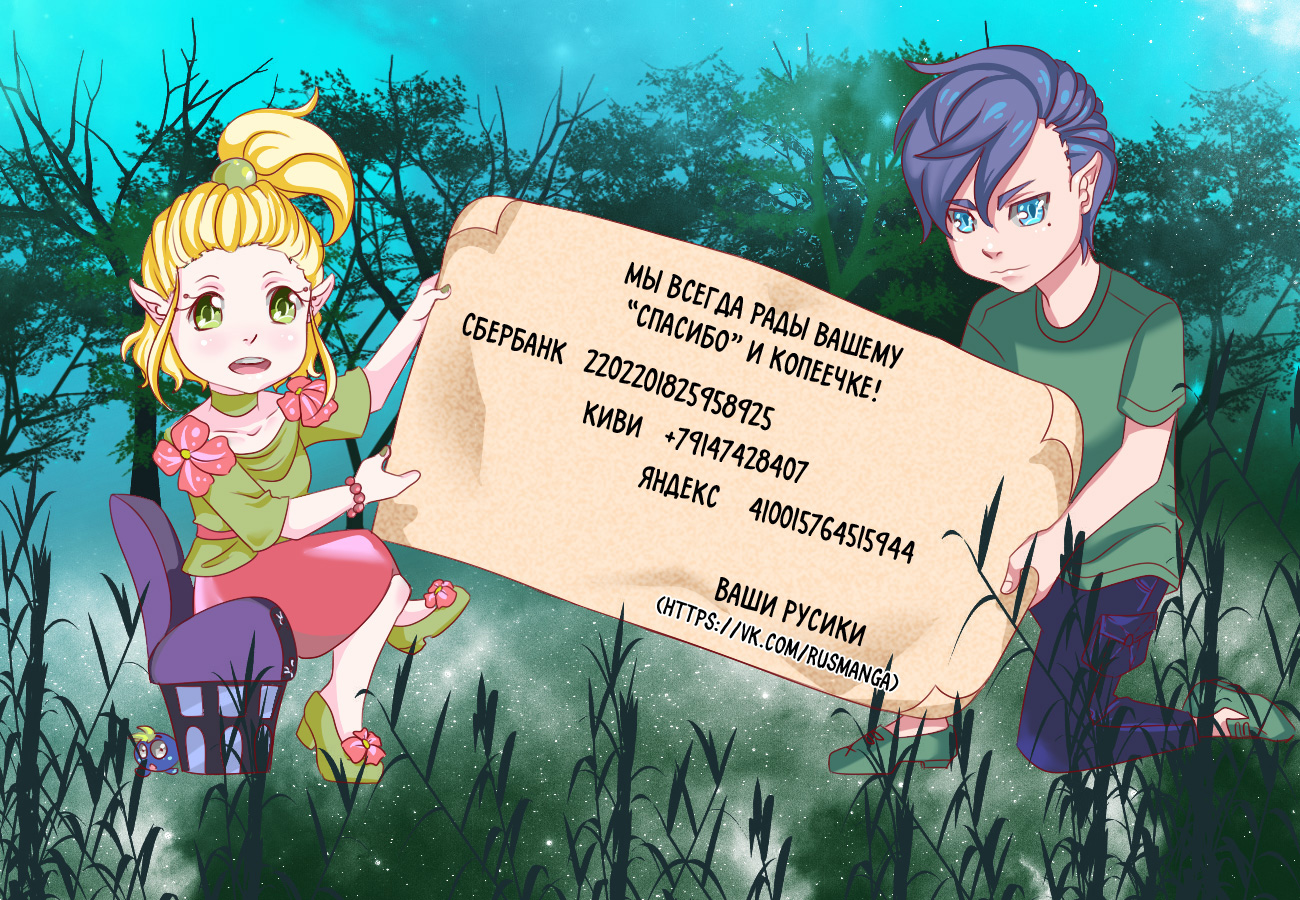 МЫ ВСЕГДА РАДЫ ВАШЕМУ
“СПАСИБО” И КОПЕЕЧКЕ!
СБЕРБАНК 2202201825958925
КИВИ +79147428407
ЯНДЕКС 410015764515944
ВАШИ РУСИКИ
(HTTPS://VK.COM/RUSMANGA)